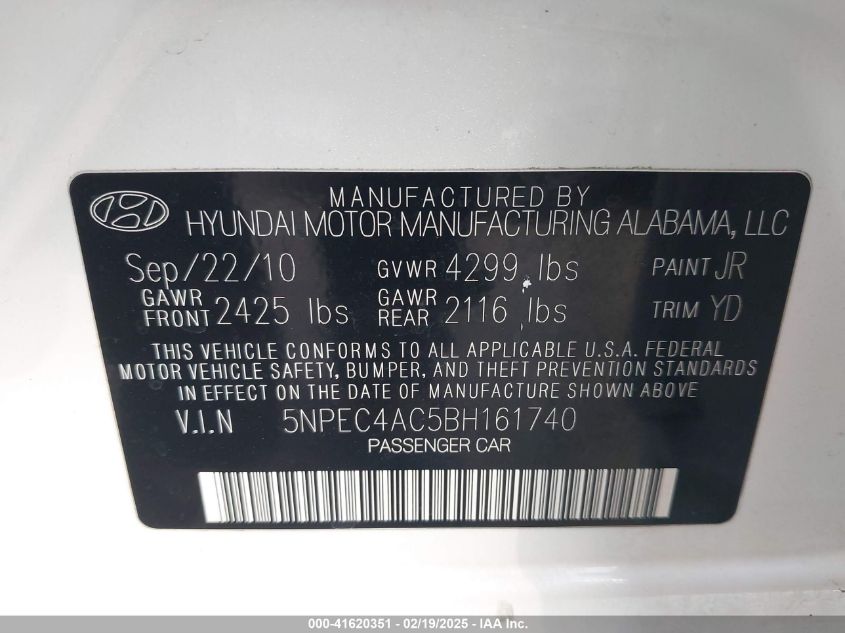 MANUFACTURED BY
HYUNDAI MOTOR MANUFACTURING ALABAMA, LLC
Sep/22/10 GVWR 4299 lbs PAINT JR
GAWR FRONT 2425 lbs GAWR REAR 2116 lbs TRIM YD
THIS VEHICLE CONFORMS TO ALL APPLICABLE U.S.A. FEDERAL
MOTOR VEHICLE SAFETY, BUMPER, AND THEFT PREVENTION STANDARDS
IN EFFECT ON THE DATE OF MANUFACTURE SHOWN ABOVE
V.I.N 5NPEC4AC5BH161740
PASSENGER CAR
000-41620351 - 02/19/2025 - IAA Inc.